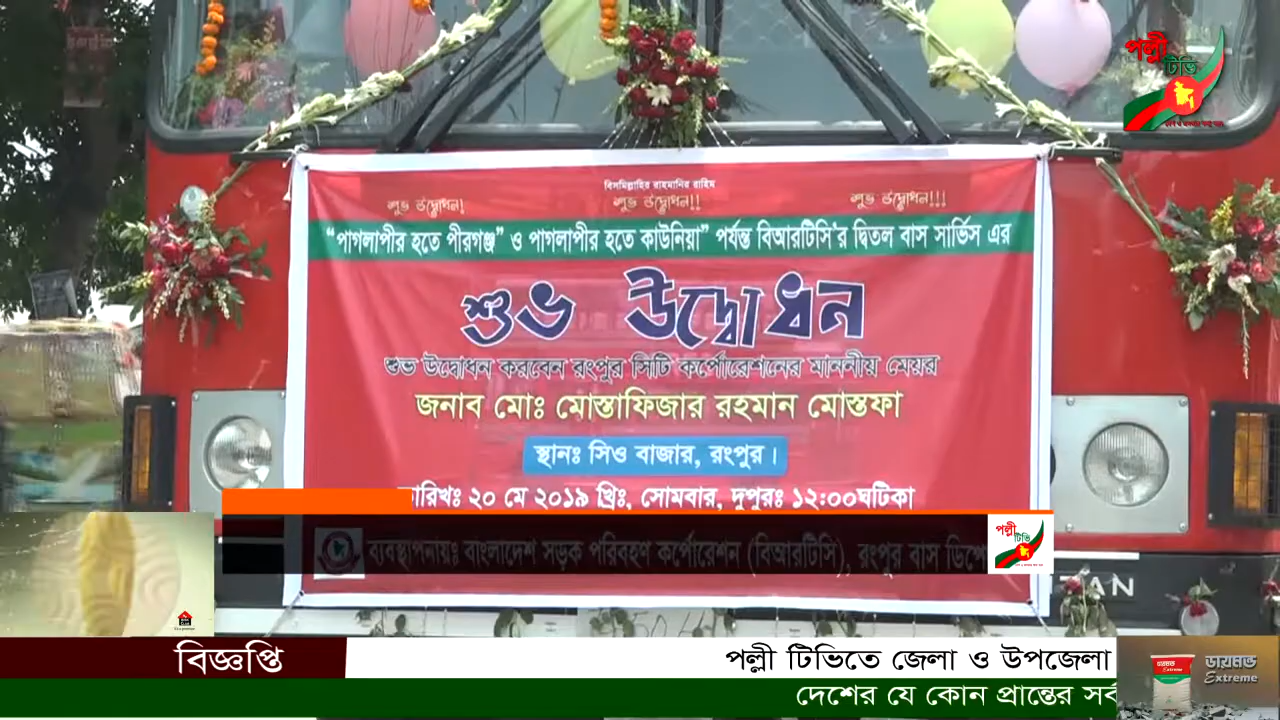 পল্লী
টিভি
বিসমিল্লাহির রাহমানির রাহিম
শুভ উদ্বোধন! শুভ উদ্বোধন!! শুভ উদ্বোধন!!!
“পাগলাপীর হতে পীরগঞ্জ” ও পাগলাপীর হতে কাউনিয়া” পর্যন্ত বিআরটিসি'র দ্বিতল বাস সার্ভিস এর
শুভ উদ্বোধন
শুভ উদ্বোধন করবেন রংপুর সিটি কর্পোরেশনের মাননীয় মেয়র
জনাব মোঃ মোস্তাফিজার রহমান মোস্তফা
স্থানঃ সিও বাজার, রংপুর।
তারিখঃ ২০ মে ২০১৯ খ্রিঃ, সোমবার, দুপুরঃ ১২:০০ঘটিকা
ব্যবস্থাপনায়ঃ বাংলাদেশ সড়ক পরিবহণ কর্পোরেশন (বিআরটিসি), রংপুর বাস ডিপো
পল্লী
টিভি
বিজ্ঞপ্তি
পল্লী টিভিতে জেলা ও উপজেলা
দেশের যে কোন প্রান্তের সর্ব
ডায়মন্ড
Extreme